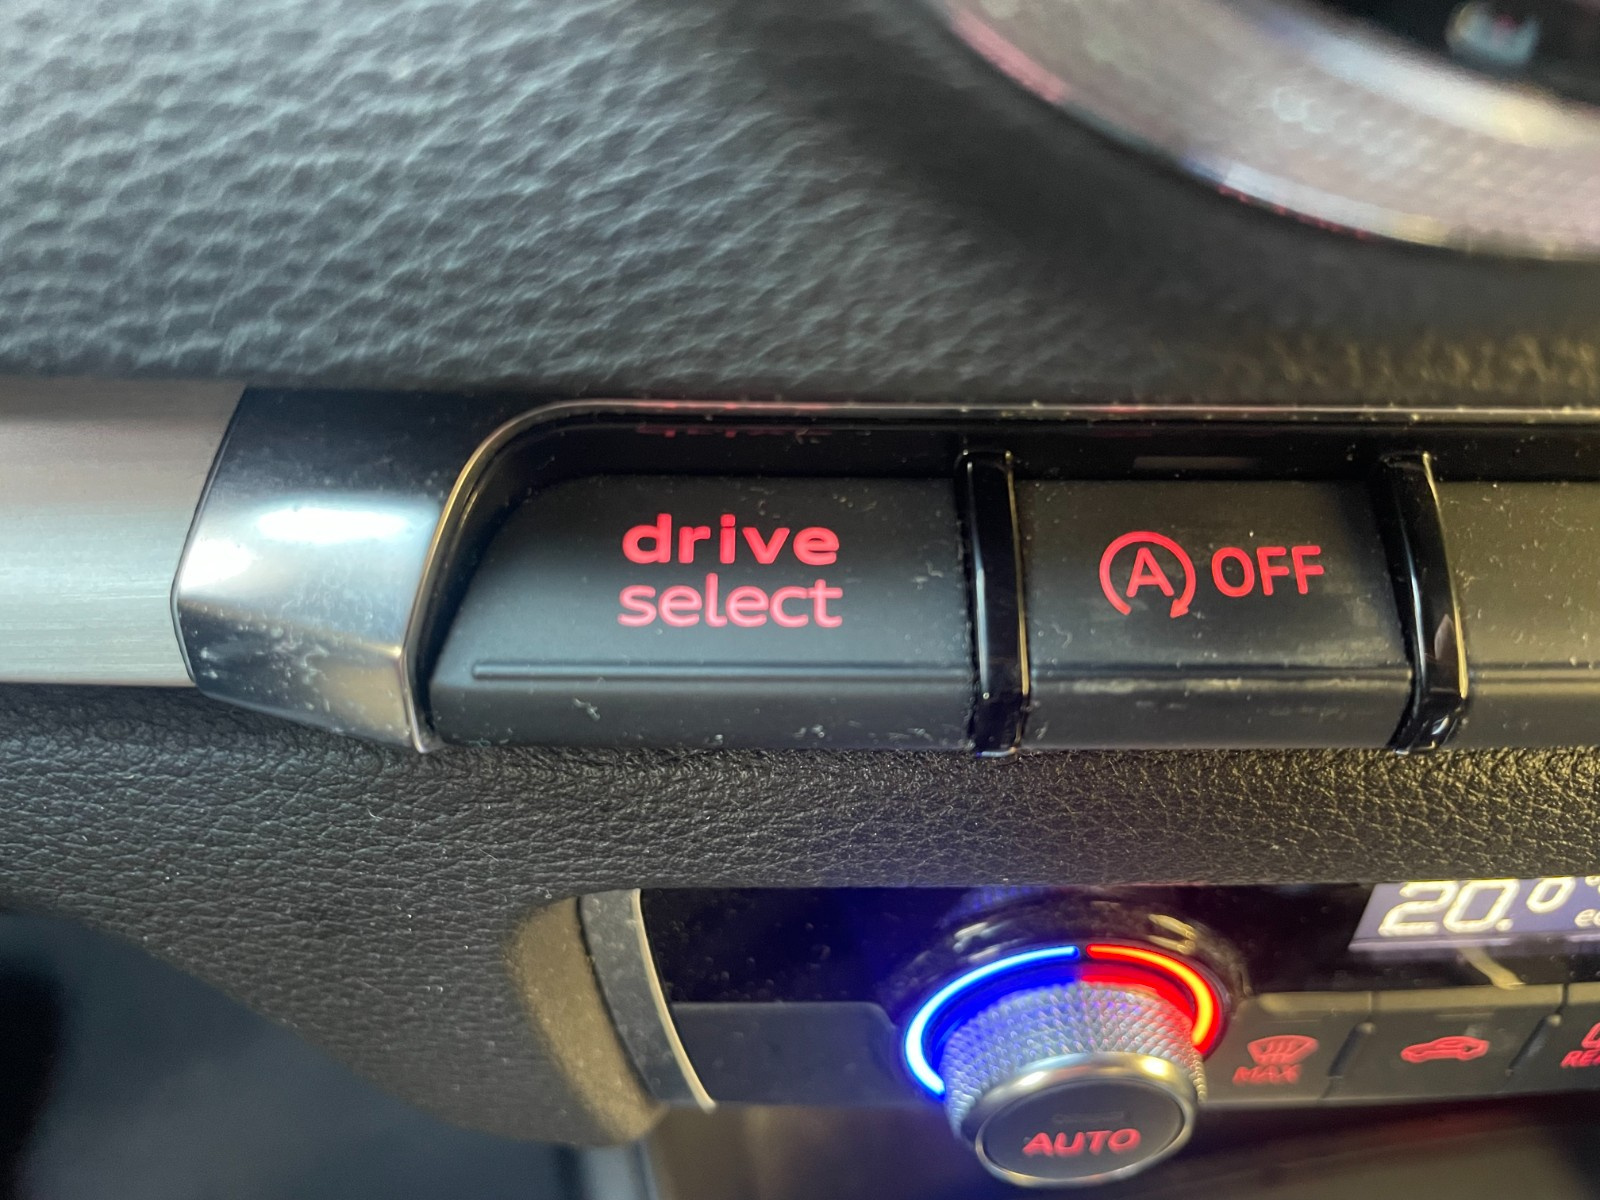 drive
select
A OFF
20.0°
MAX
AUTO